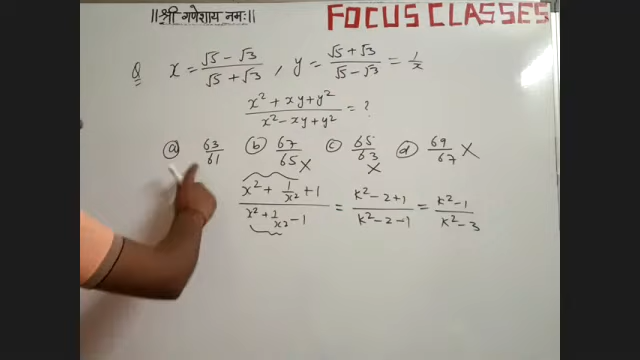 ||श्री गणेशाय नमः||
FOCUS CLASSES
Q x = (√5 - √3)/(√5 + √3) , y = (√5 + √3)/(√5 - √3) = 1/x
(x² + xy + y²)/(x² - xy + y²) = ?
(a) 63/61 (b) 67/65 × (c) 65/63 × (d) 69/67 ×
(x² + 1/x² + 1)/(x² + 1/x² - 1) = (k² - 2 + 1)/(k² - 2 - 1) = (k² - 1)/(k² - 3)